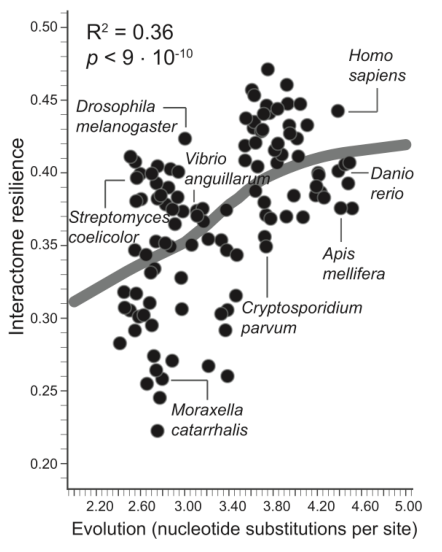 R² = 0.36
p < 9 · 10⁻¹⁰
Homo
sapiens
Drosophila
melanogaster
Vibrio
anguillarum
Danio
rerio
Streptomyces
coelicolor
Apis
mellifera
Cryptosporidium
parvum
Moraxella
catarrhalis
Interactome resilience
0.50
0.45
0.40
0.35
0.30
0.25
0.20
2.20 2.60 3.00 3.40 3.80 4.20 4.60 5.00
Evolution (nucleotide substitutions per site)